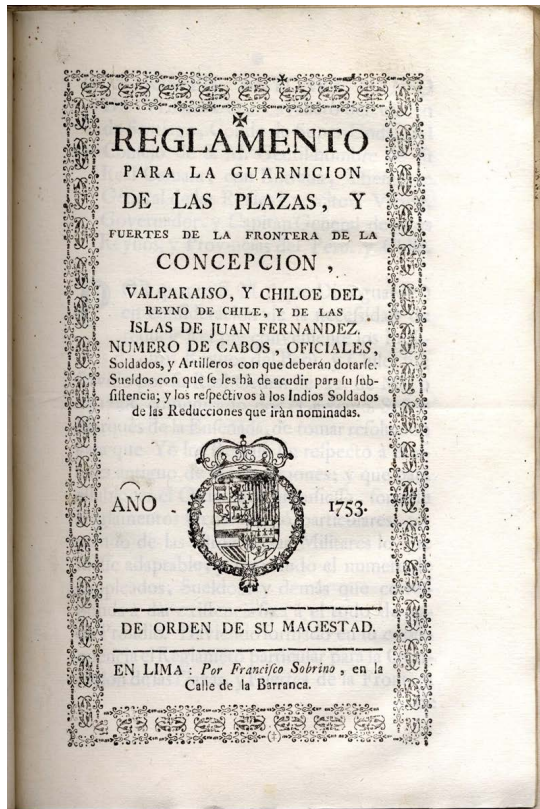 REGLAMENTO
PARA LA GUARNICION
DE LAS PLAZAS, Y
FUERTES DE LA FRONTERA DE LA
CONCEPCION,
VALPARAISO, Y CHILOE DEL
REYNO DE CHILE, Y DE LAS
ISLAS DE JUAN FERNANDEZ.
NUMERO DE CABOS, OFICIALES,
Soldados, y Artilleros con que deberán dotarse:
Sueldos con que se les hà de acudir para su sub-
sistencia; y los respectivos à los Indios Soldados
de las Reducciones que iràn nominadas.
AÑO 1753.
DE ORDEN DE SU MAGESTAD.
EN LIMA: Por Francisco Sobrino, en la
Calle de la Barranca.